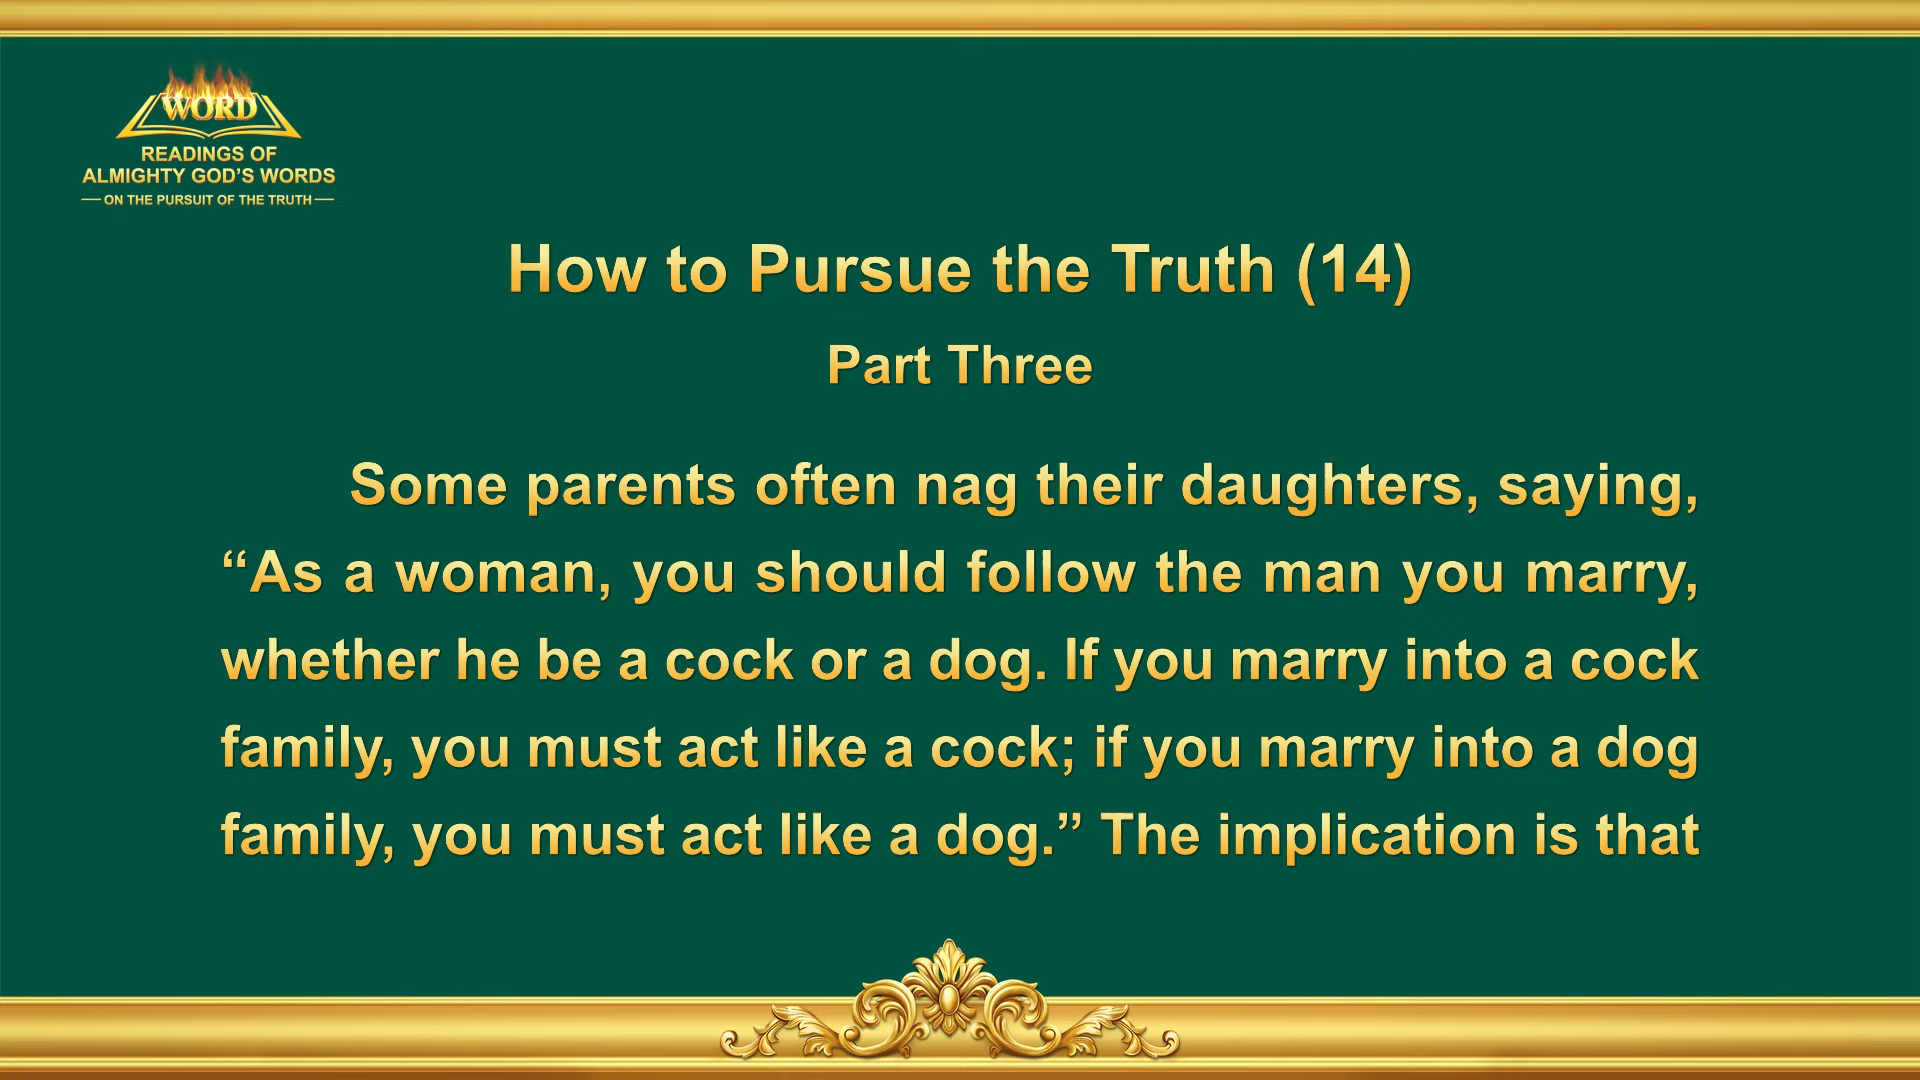 WORD
READINGS OF
ALMIGHTY GOD’S WORDS
— ON THE PURSUIT OF THE TRUTH —
How to Pursue the Truth (14)
Part Three
Some parents often nag their daughters, saying,
“As a woman, you should follow the man you marry,
whether he be a cock or a dog. If you marry into a cock
family, you must act like a cock; if you marry into a dog
family, you must act like a dog.” The implication is that